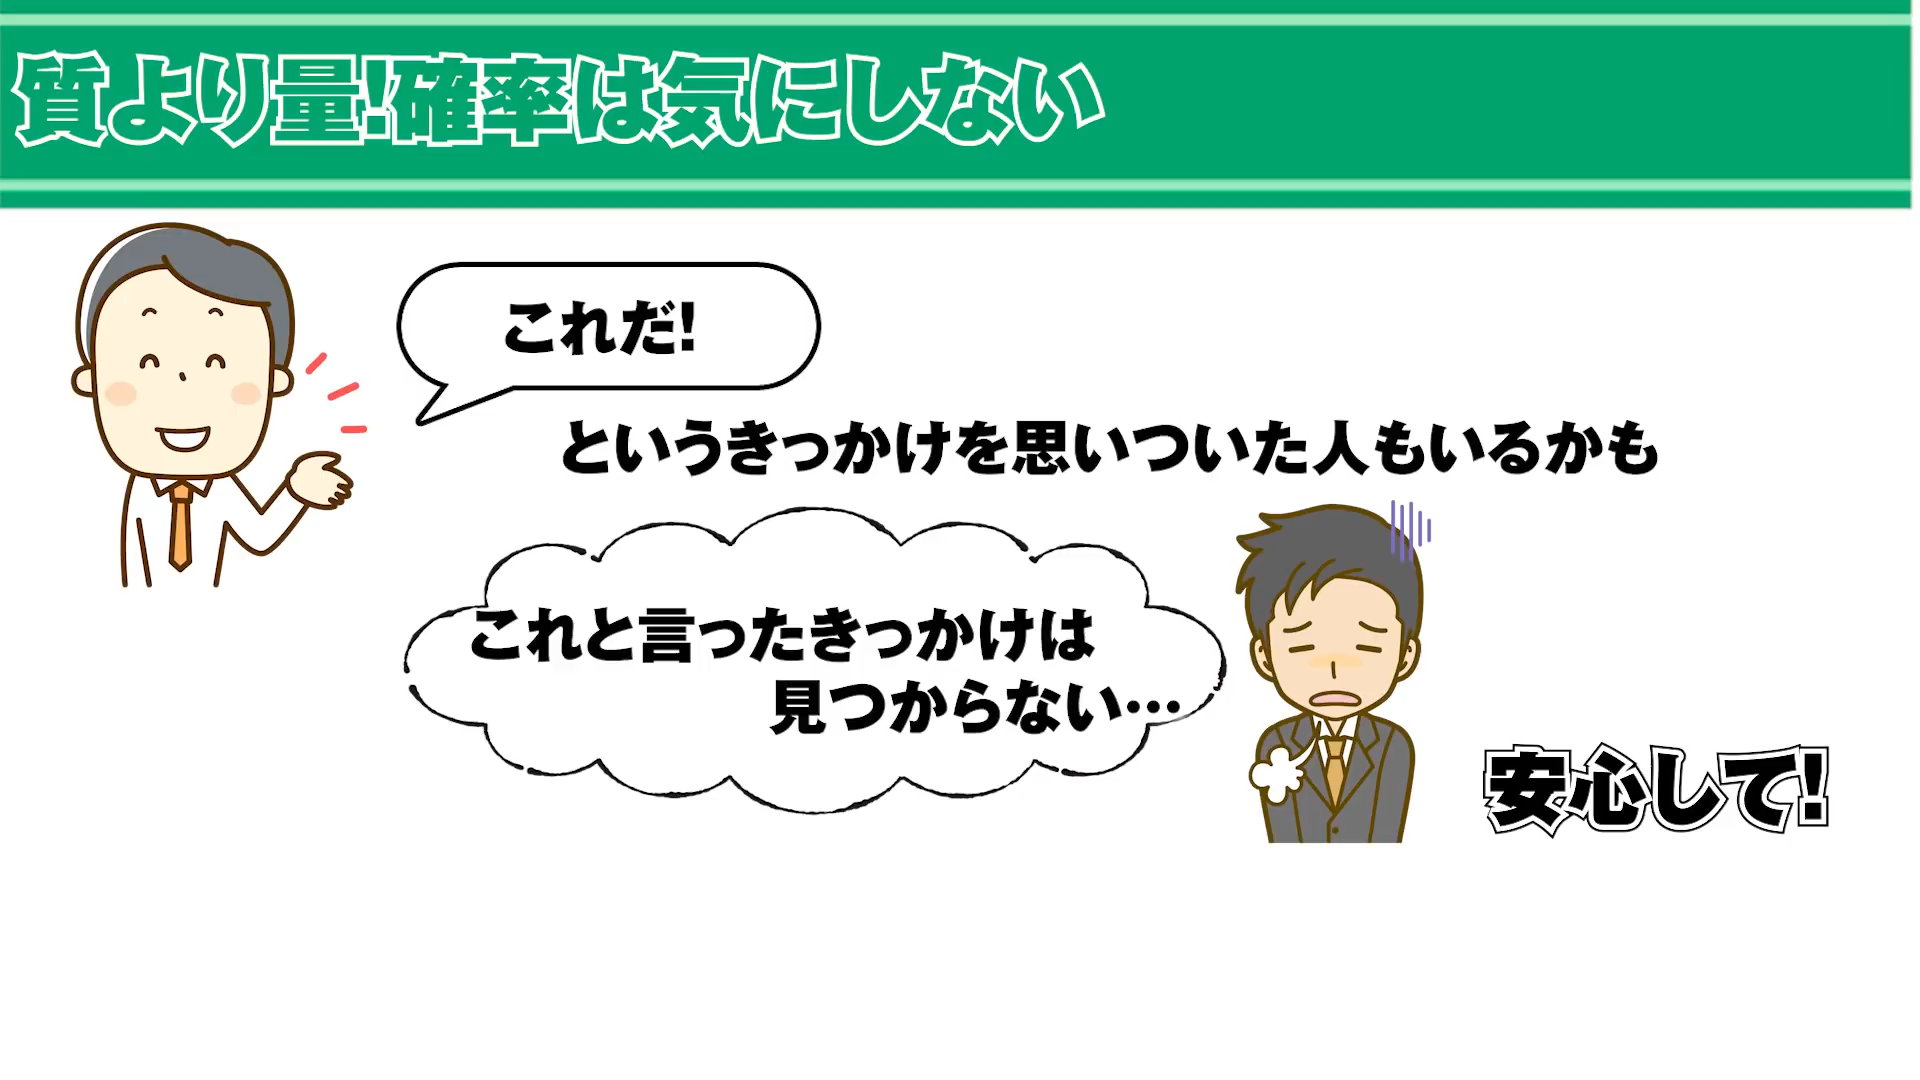 質より量!確率は気にしない
これだ!
というきっかけを思いついた人もいるかも
これと言ったきっかけは
見つからない…
安心して!